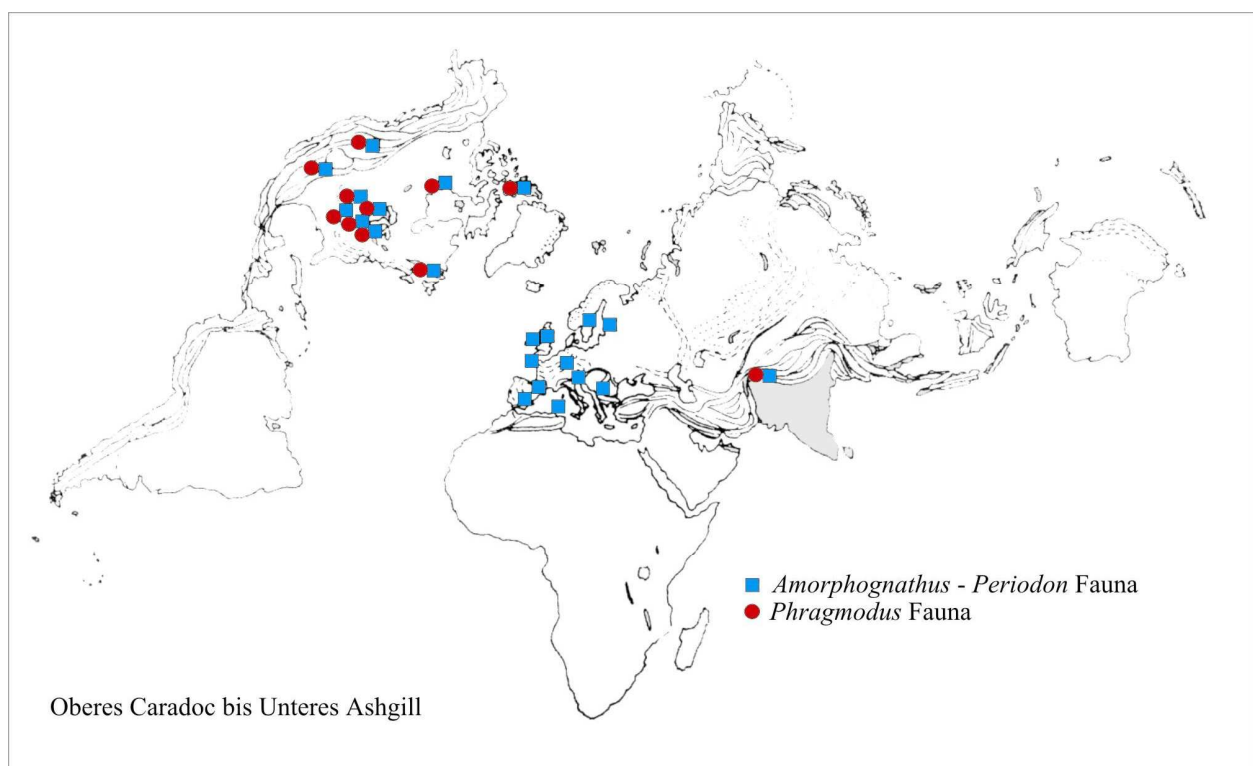 Amorphognathus - Periodon Fauna
Phragmodus Fauna
Oberes Caradoc bis Unteres Ashgill